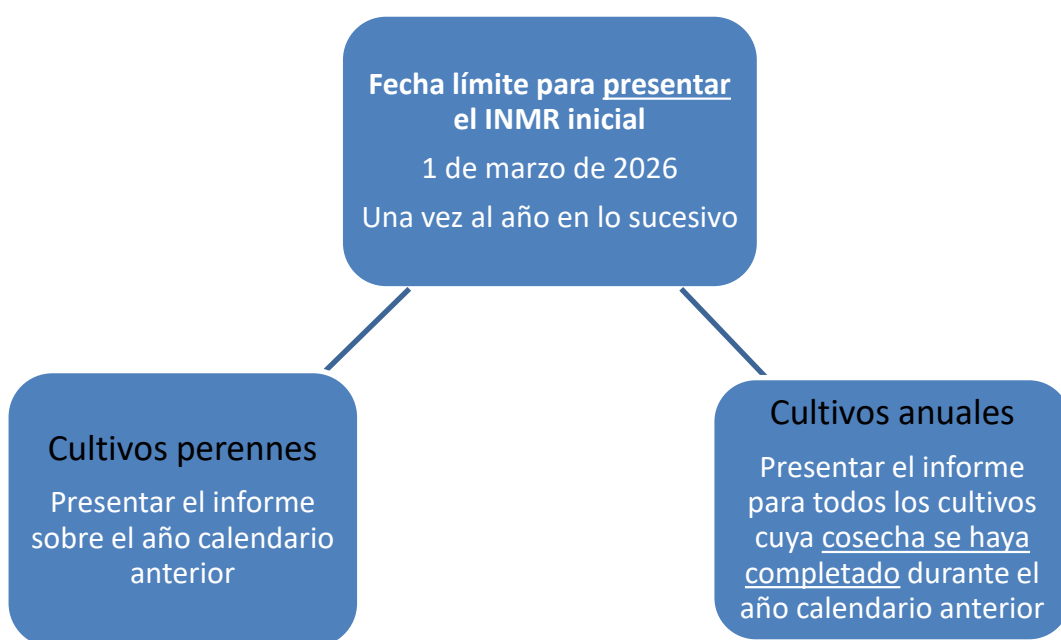 Fecha límite para presentar
el INMR inicial
1 de marzo de 2026
Una vez al año en lo sucesivo
Cultivos perennes
Presentar el informe
sobre el año calendario
anterior
Cultivos anuales
Presentar el informe
para todos los cultivos
cuya cosecha se haya
completado durante el
año calendario anterior